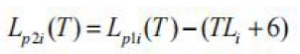 L_{p2i}(T) = L_{p1i}(T) − (TL_i + 6)